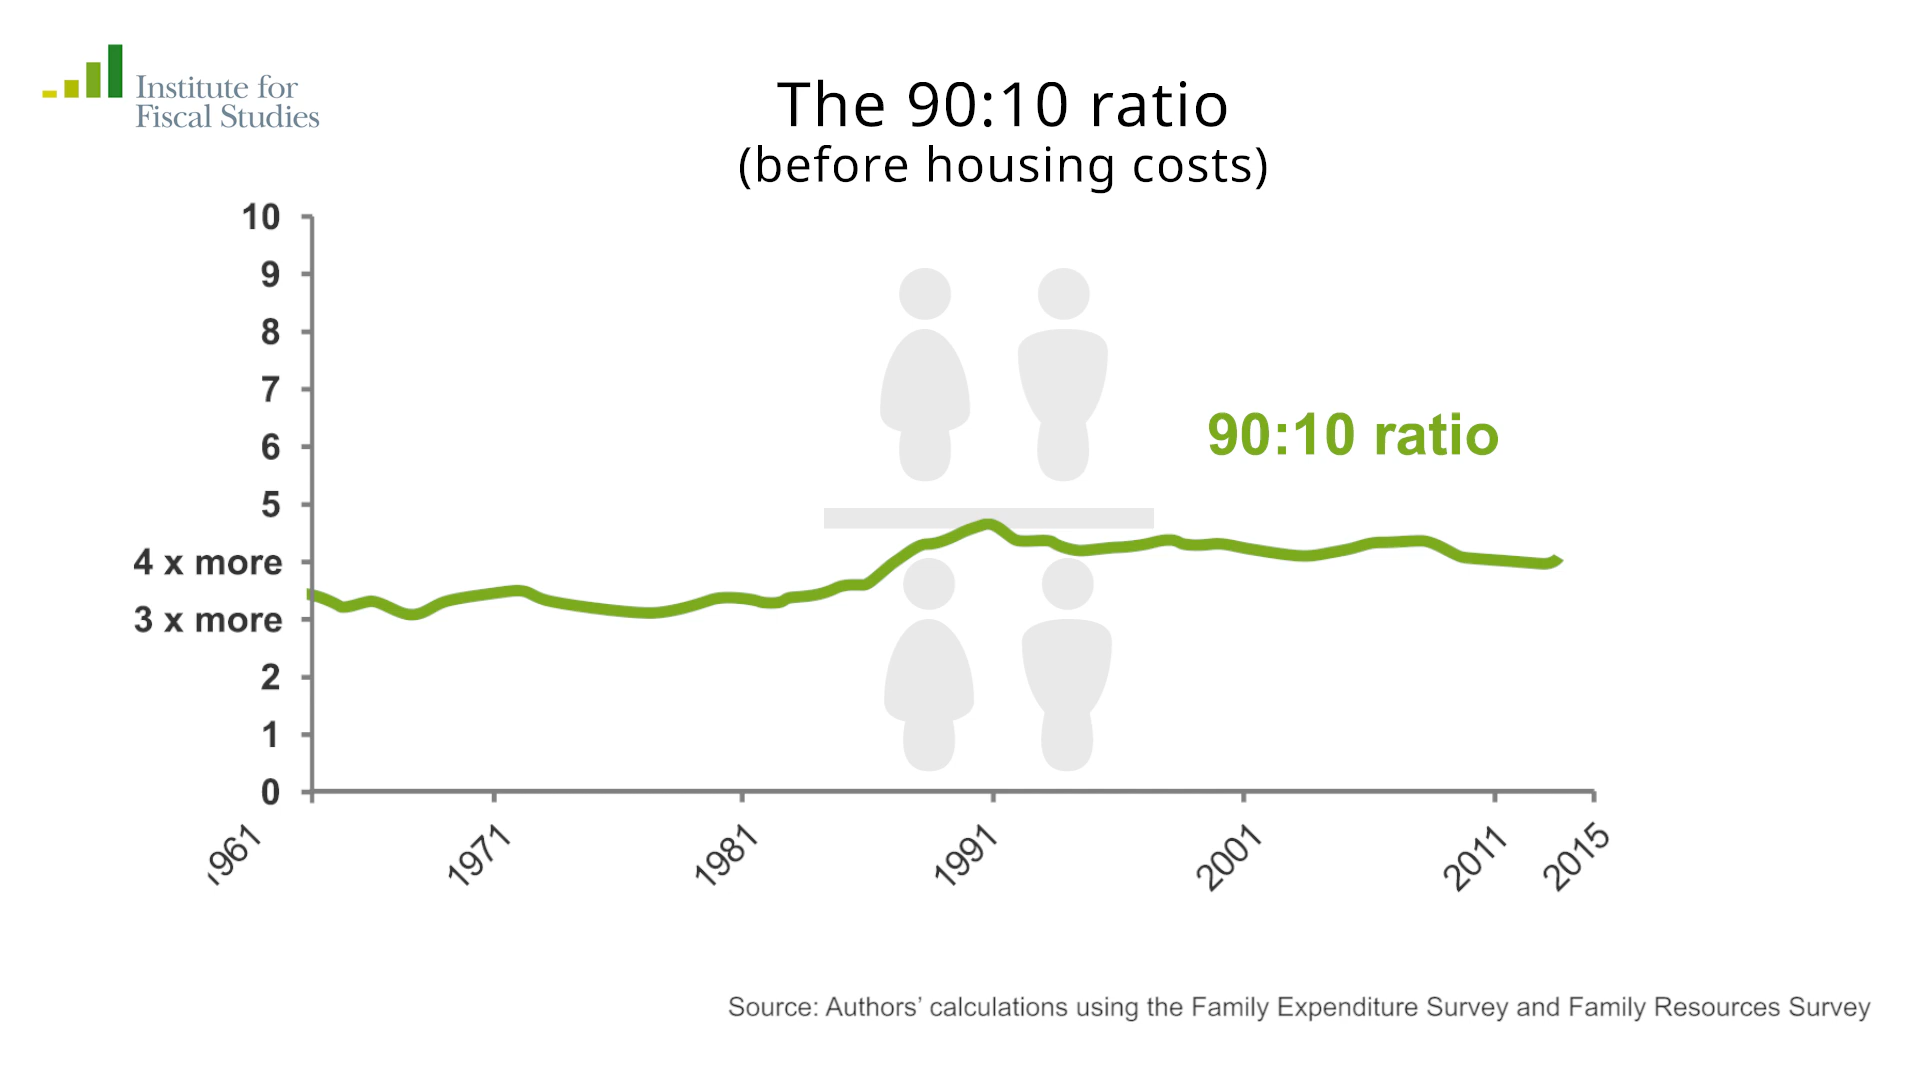 Institute for
Fiscal Studies
The 90:10 ratio
(before housing costs)
10
9
8
7
6
5
4 x more
3 x more
2
1
0
90:10 ratio
1961
1971
1981
1991
2001
2011
2015
Source: Authors’ calculations using the Family Expenditure Survey and Family Resources Survey